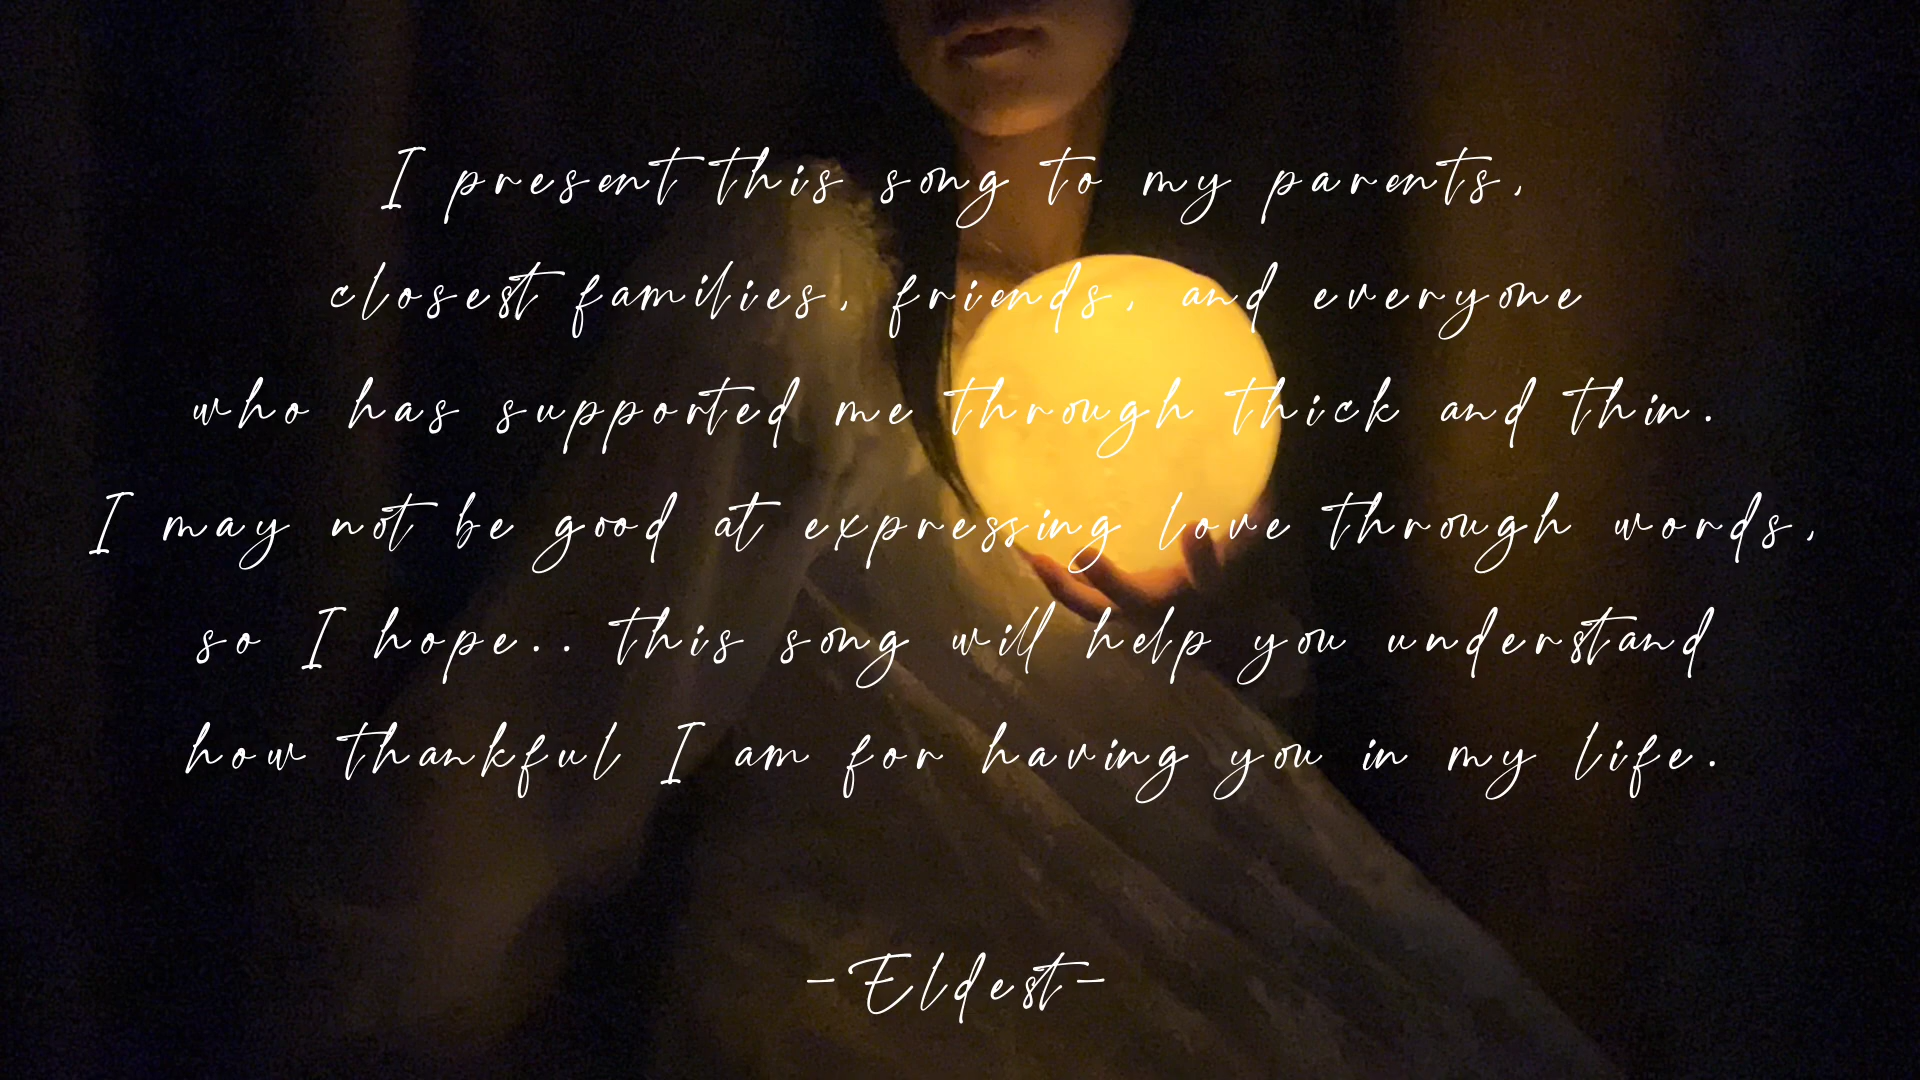 I present this song to my parents,
closest families, friends, and everyone
who has supported me through thick and thin.
I may not be good at expressing love through words,
so I hope.. this song will help you understand
how thankful I am for having you in my life.
-Eldest-